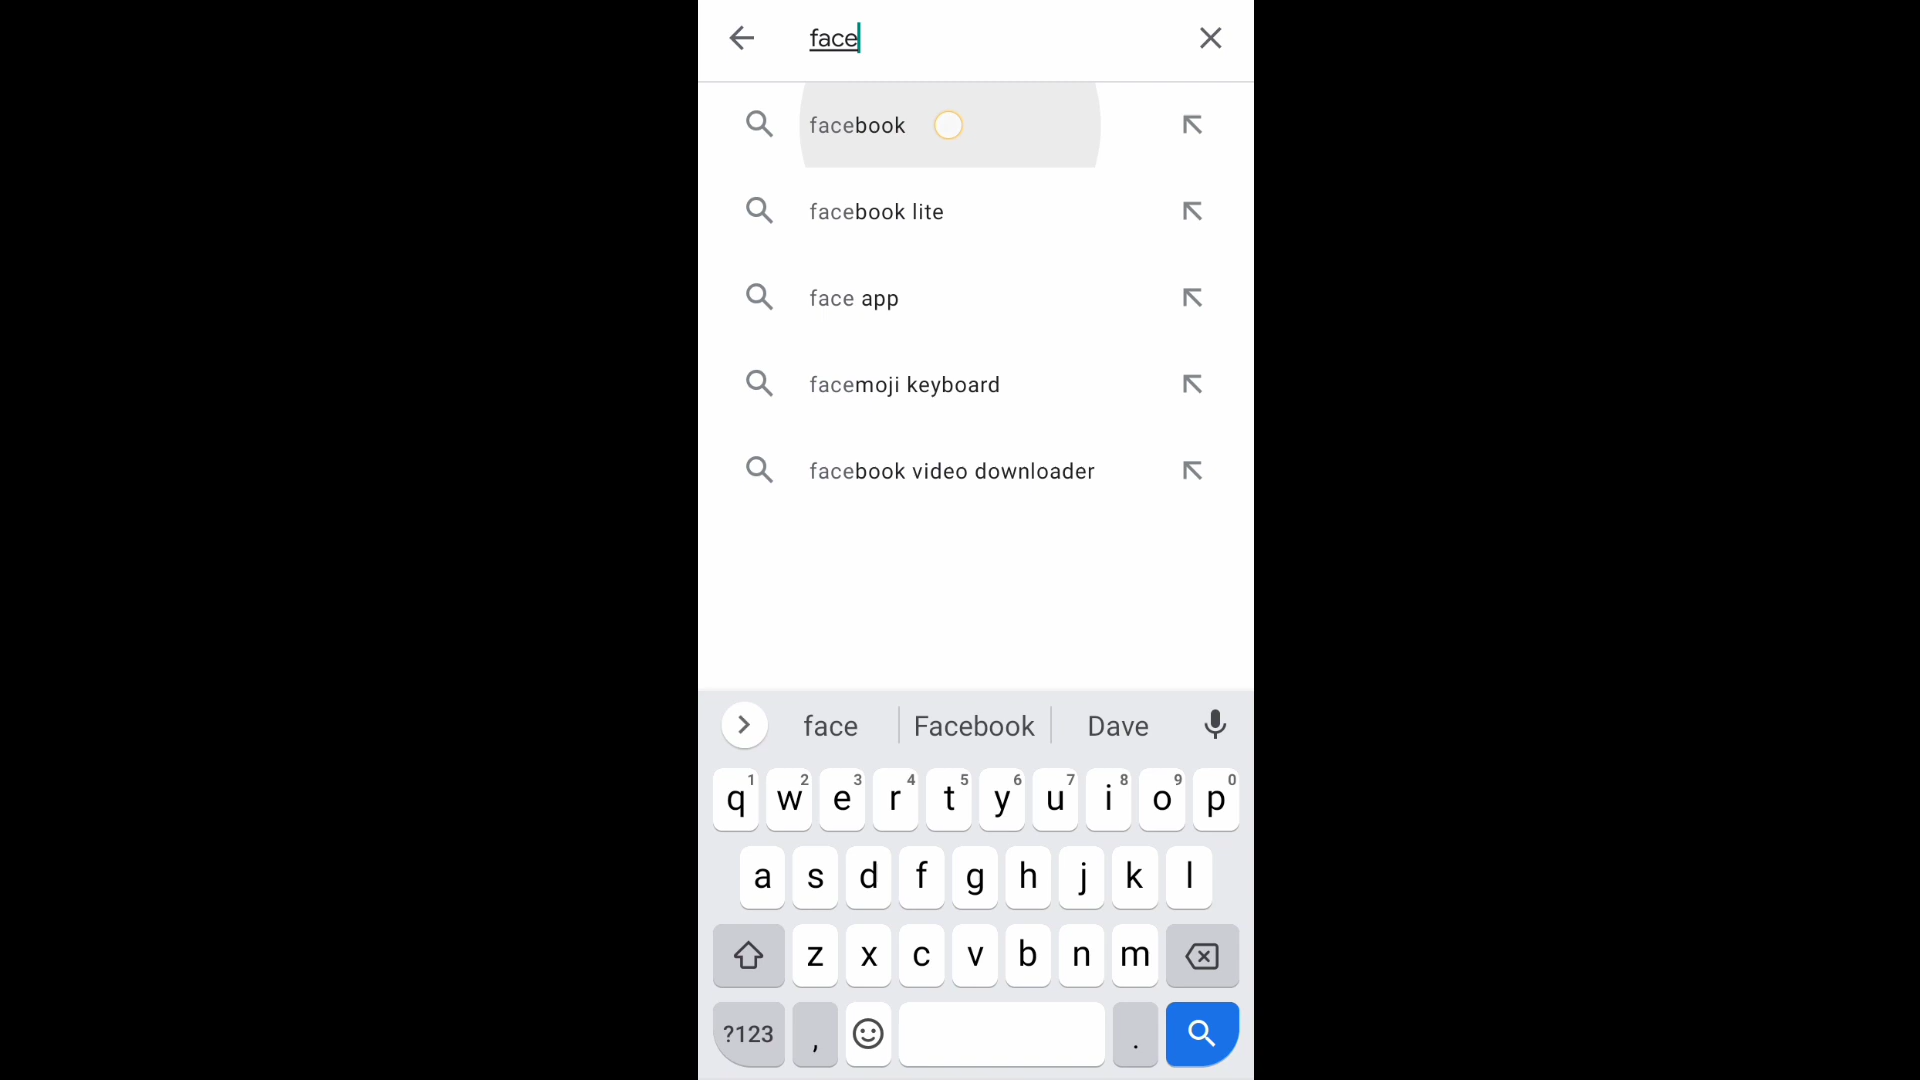 face
facebook
facebook lite
face app
facemoji keyboard
facebook video downloader
face Facebook Dave
1 2 3 4 5 6 7 8 9 0
q w e r t y u i o p
a s d f g h j k l
z x c v b n m
?123 , .